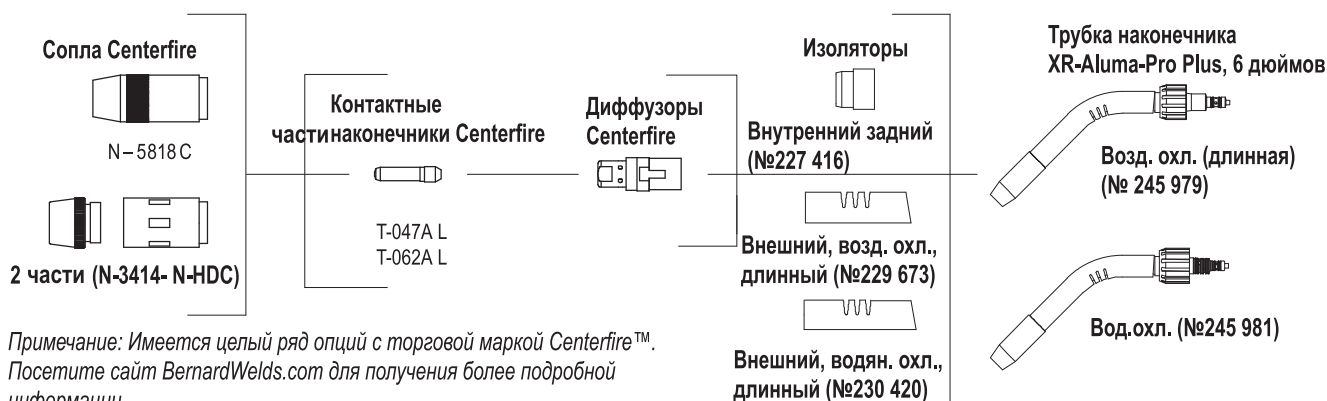 Сопла Centerfire
N–5818 C
2 части (N-3414- N-HDC)
Контактные
частинаконечники Centerfire
T-047A L
T-062A L
Диффузоры
Centerfire
Изоляторы
Внутренний задний
(№227 416)
Внешний, возд. охл.,
длинный (№229 673)
Внешний, водян. охл.,
длинный (№230 420)
Трубка наконечника
XR-Aluma-Pro Plus, 6 дюймов
Возд. охл. (длинная)
(№ 245 979)
Вод.охл. (№245 981)
Примечание: Имеется целый ряд опций с торговой маркой Centerfire™.
Посетите сайт BernardWelds.com для получения более подробной
информации